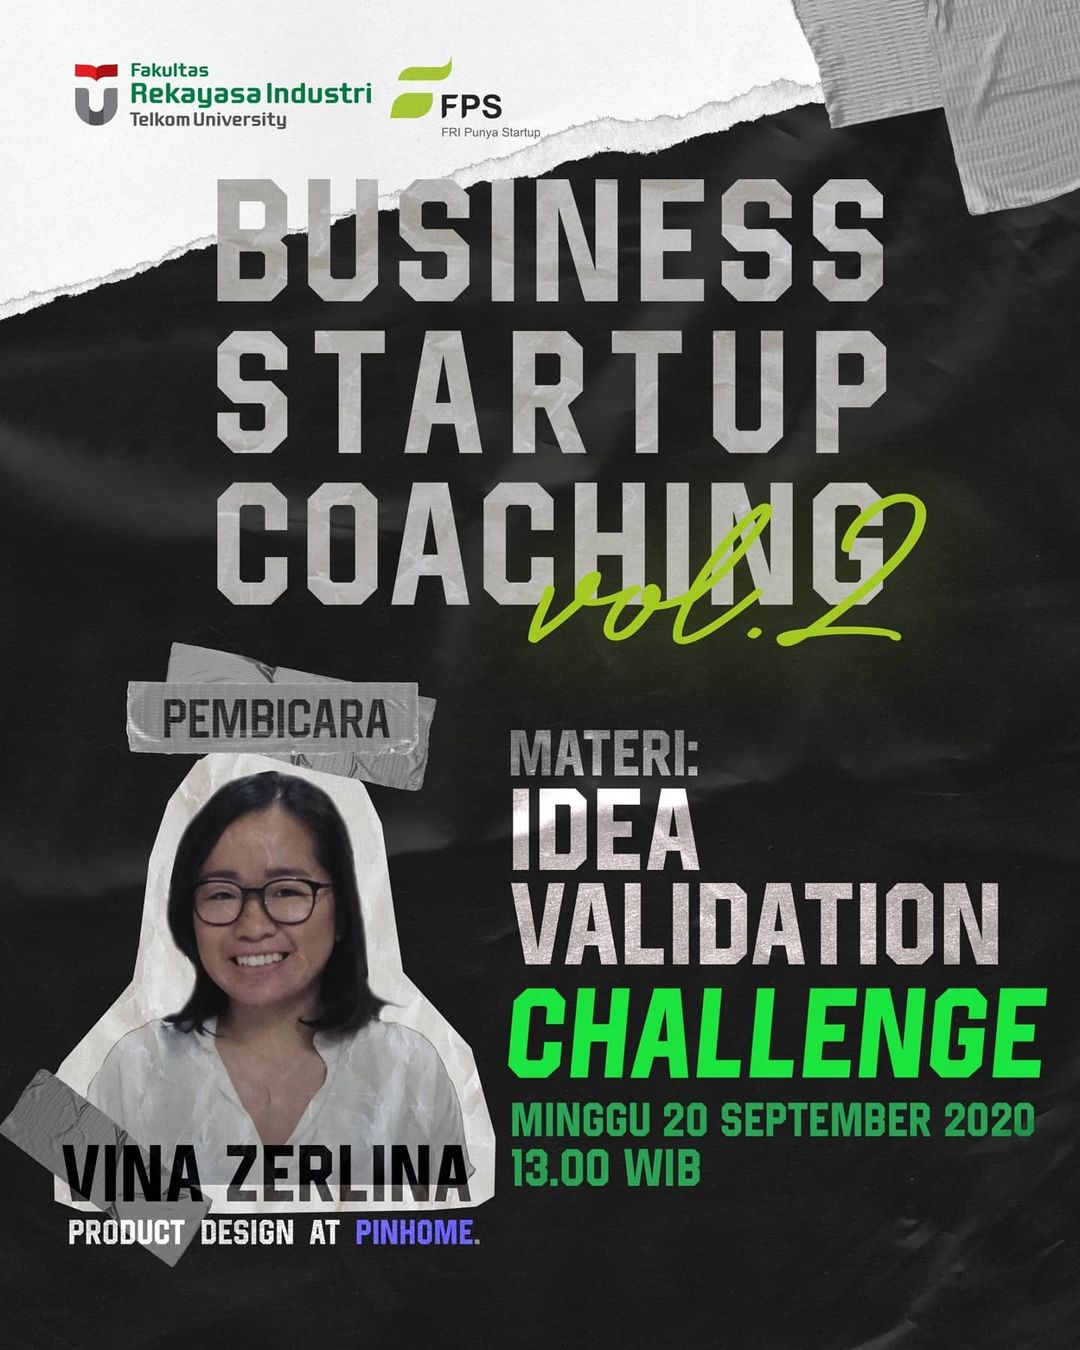 Fakultas
Rekayasa Industri
Telkom University
FPS
FRI Punya Startup
BUSINESS
STARTUP
COACHING
vol.2
PEMBICARA
MATERI:
IDEA
VALIDATION
CHALLENGE
MINGGU 20 SEPTEMBER 2020
13.00 WIB
VINA ZERLINA
PRODUCT DESIGN AT PINHOME.